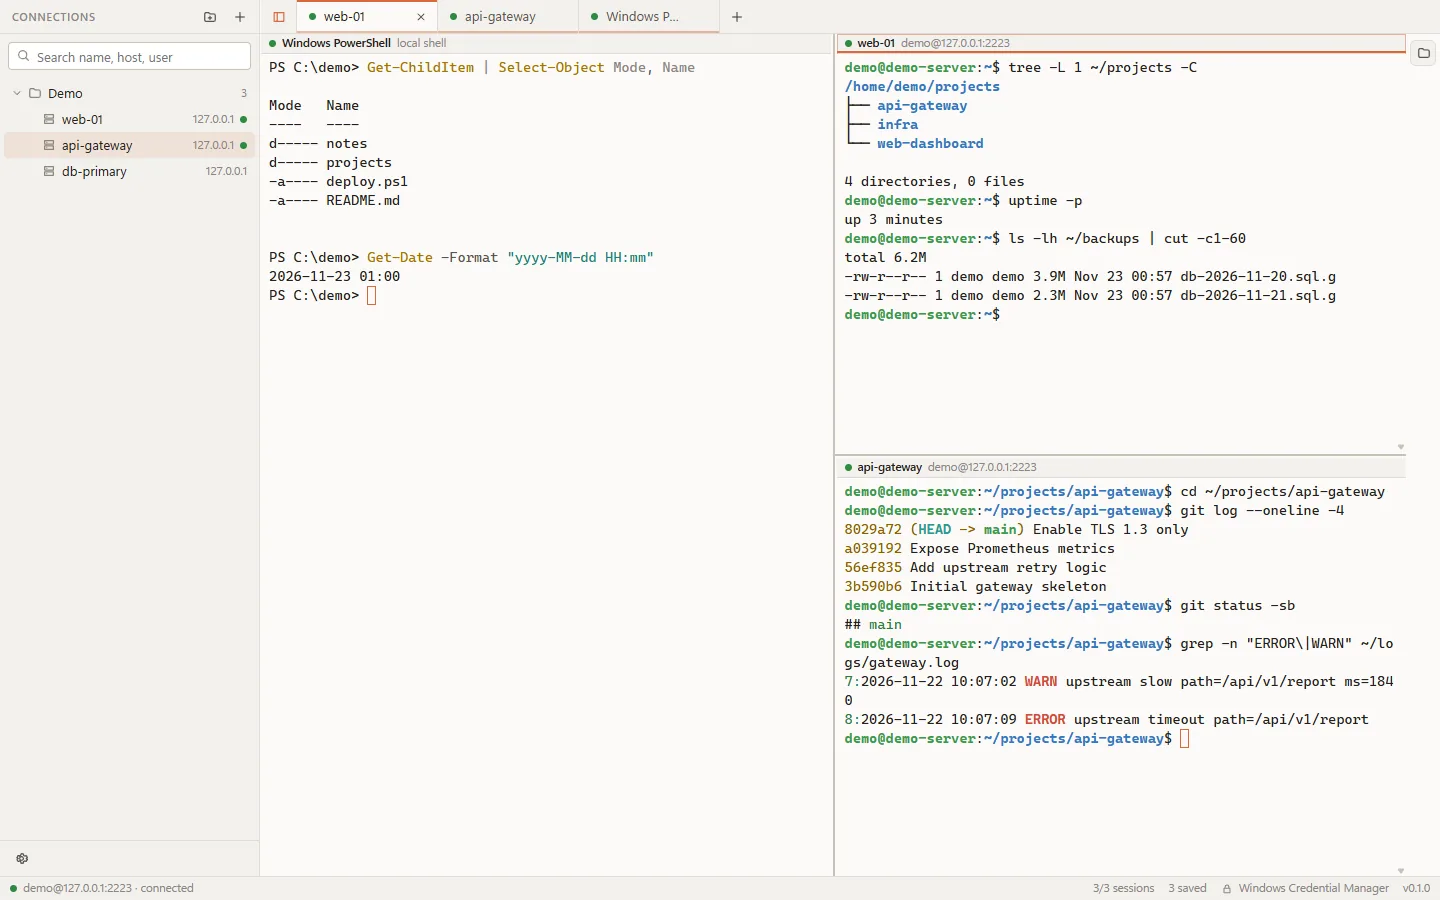 CONNECTIONS
Search name, host, user
Demo 3
web-01 127.0.0.1
api-gateway 127.0.0.1
db-primary 127.0.0.1
web-01
api-gateway
Windows P...
Windows PowerShell local shell
PS C:\demo> Get-ChildItem | Select-Object Mode, Name
Mode Name
---- ----
d----- notes
d----- projects
-a---- deploy.ps1
-a---- README.md
PS C:\demo> Get-Date -Format "yyyy-MM-dd HH:mm"
2026-11-23 01:00
PS C:\demo>
web-01 demo@127.0.0.1:2223
demo@demo-server:~$ tree -L 1 ~/projects -C
/home/demo/projects
├── api-gateway
├── infra
└── web-dashboard
4 directories, 0 files
demo@demo-server:~$ uptime -p
up 3 minutes
demo@demo-server:~$ ls -lh ~/backups | cut -c1-60
total 6.2M
-rw-r--r-- 1 demo demo 3.9M Nov 23 00:57 db-2026-11-20.sql.g
-rw-r--r-- 1 demo demo 2.3M Nov 23 00:57 db-2026-11-21.sql.g
demo@demo-server:~$
api-gateway demo@127.0.0.1:2223
demo@demo-server:~/projects/api-gateway$ cd ~/projects/api-gateway
demo@demo-server:~/projects/api-gateway$ git log --oneline -4
8029a72 (HEAD -> main) Enable TLS 1.3 only
a039192 Expose Prometheus metrics
56ef835 Add upstream retry logic
3b590b6 Initial gateway skeleton
demo@demo-server:~/projects/api-gateway$ git status -sb
## main
demo@demo-server:~/projects/api-gateway$ grep -n "ERROR\|WARN" ~/lo
gs/gateway.log
7:2026-11-22 10:07:02 WARN upstream slow path=/api/v1/report ms=184
0
8:2026-11-22 10:07:09 ERROR upstream timeout path=/api/v1/report
demo@demo-server:~/projects/api-gateway$
demo@127.0.0.1:2223 · connected
3/3 sessions
3 saved
Windows Credential Manager
v0.1.0